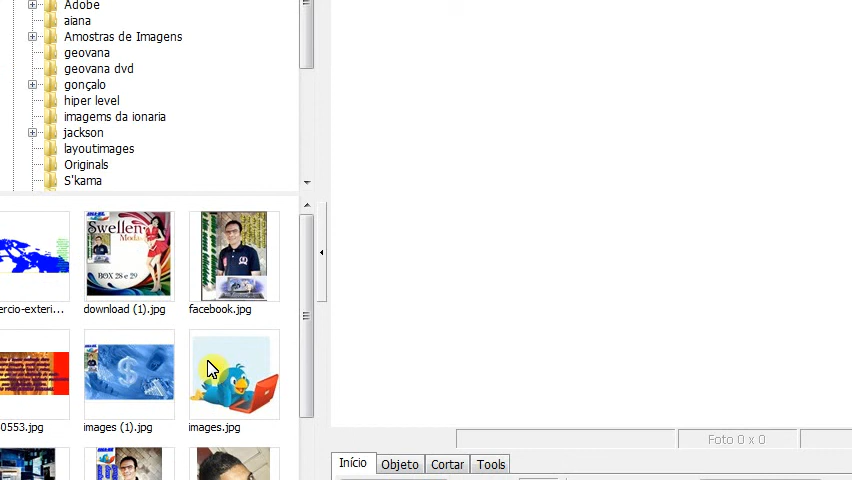 Adobe
aiana
Amostras de Imagens
geovana
geovana dvd
gonçalo
hiper level
imagems da ionaria
jackson
layoutimages
Originals
S'kama
Swellen
Moda
BOX 28 e 29
ercio-exteri...
download (1).jpg
facebook.jpg
0553.jpg
images (1).jpg
images.jpg
Foto 0 x 0
Início
Objeto
Cortar
Tools